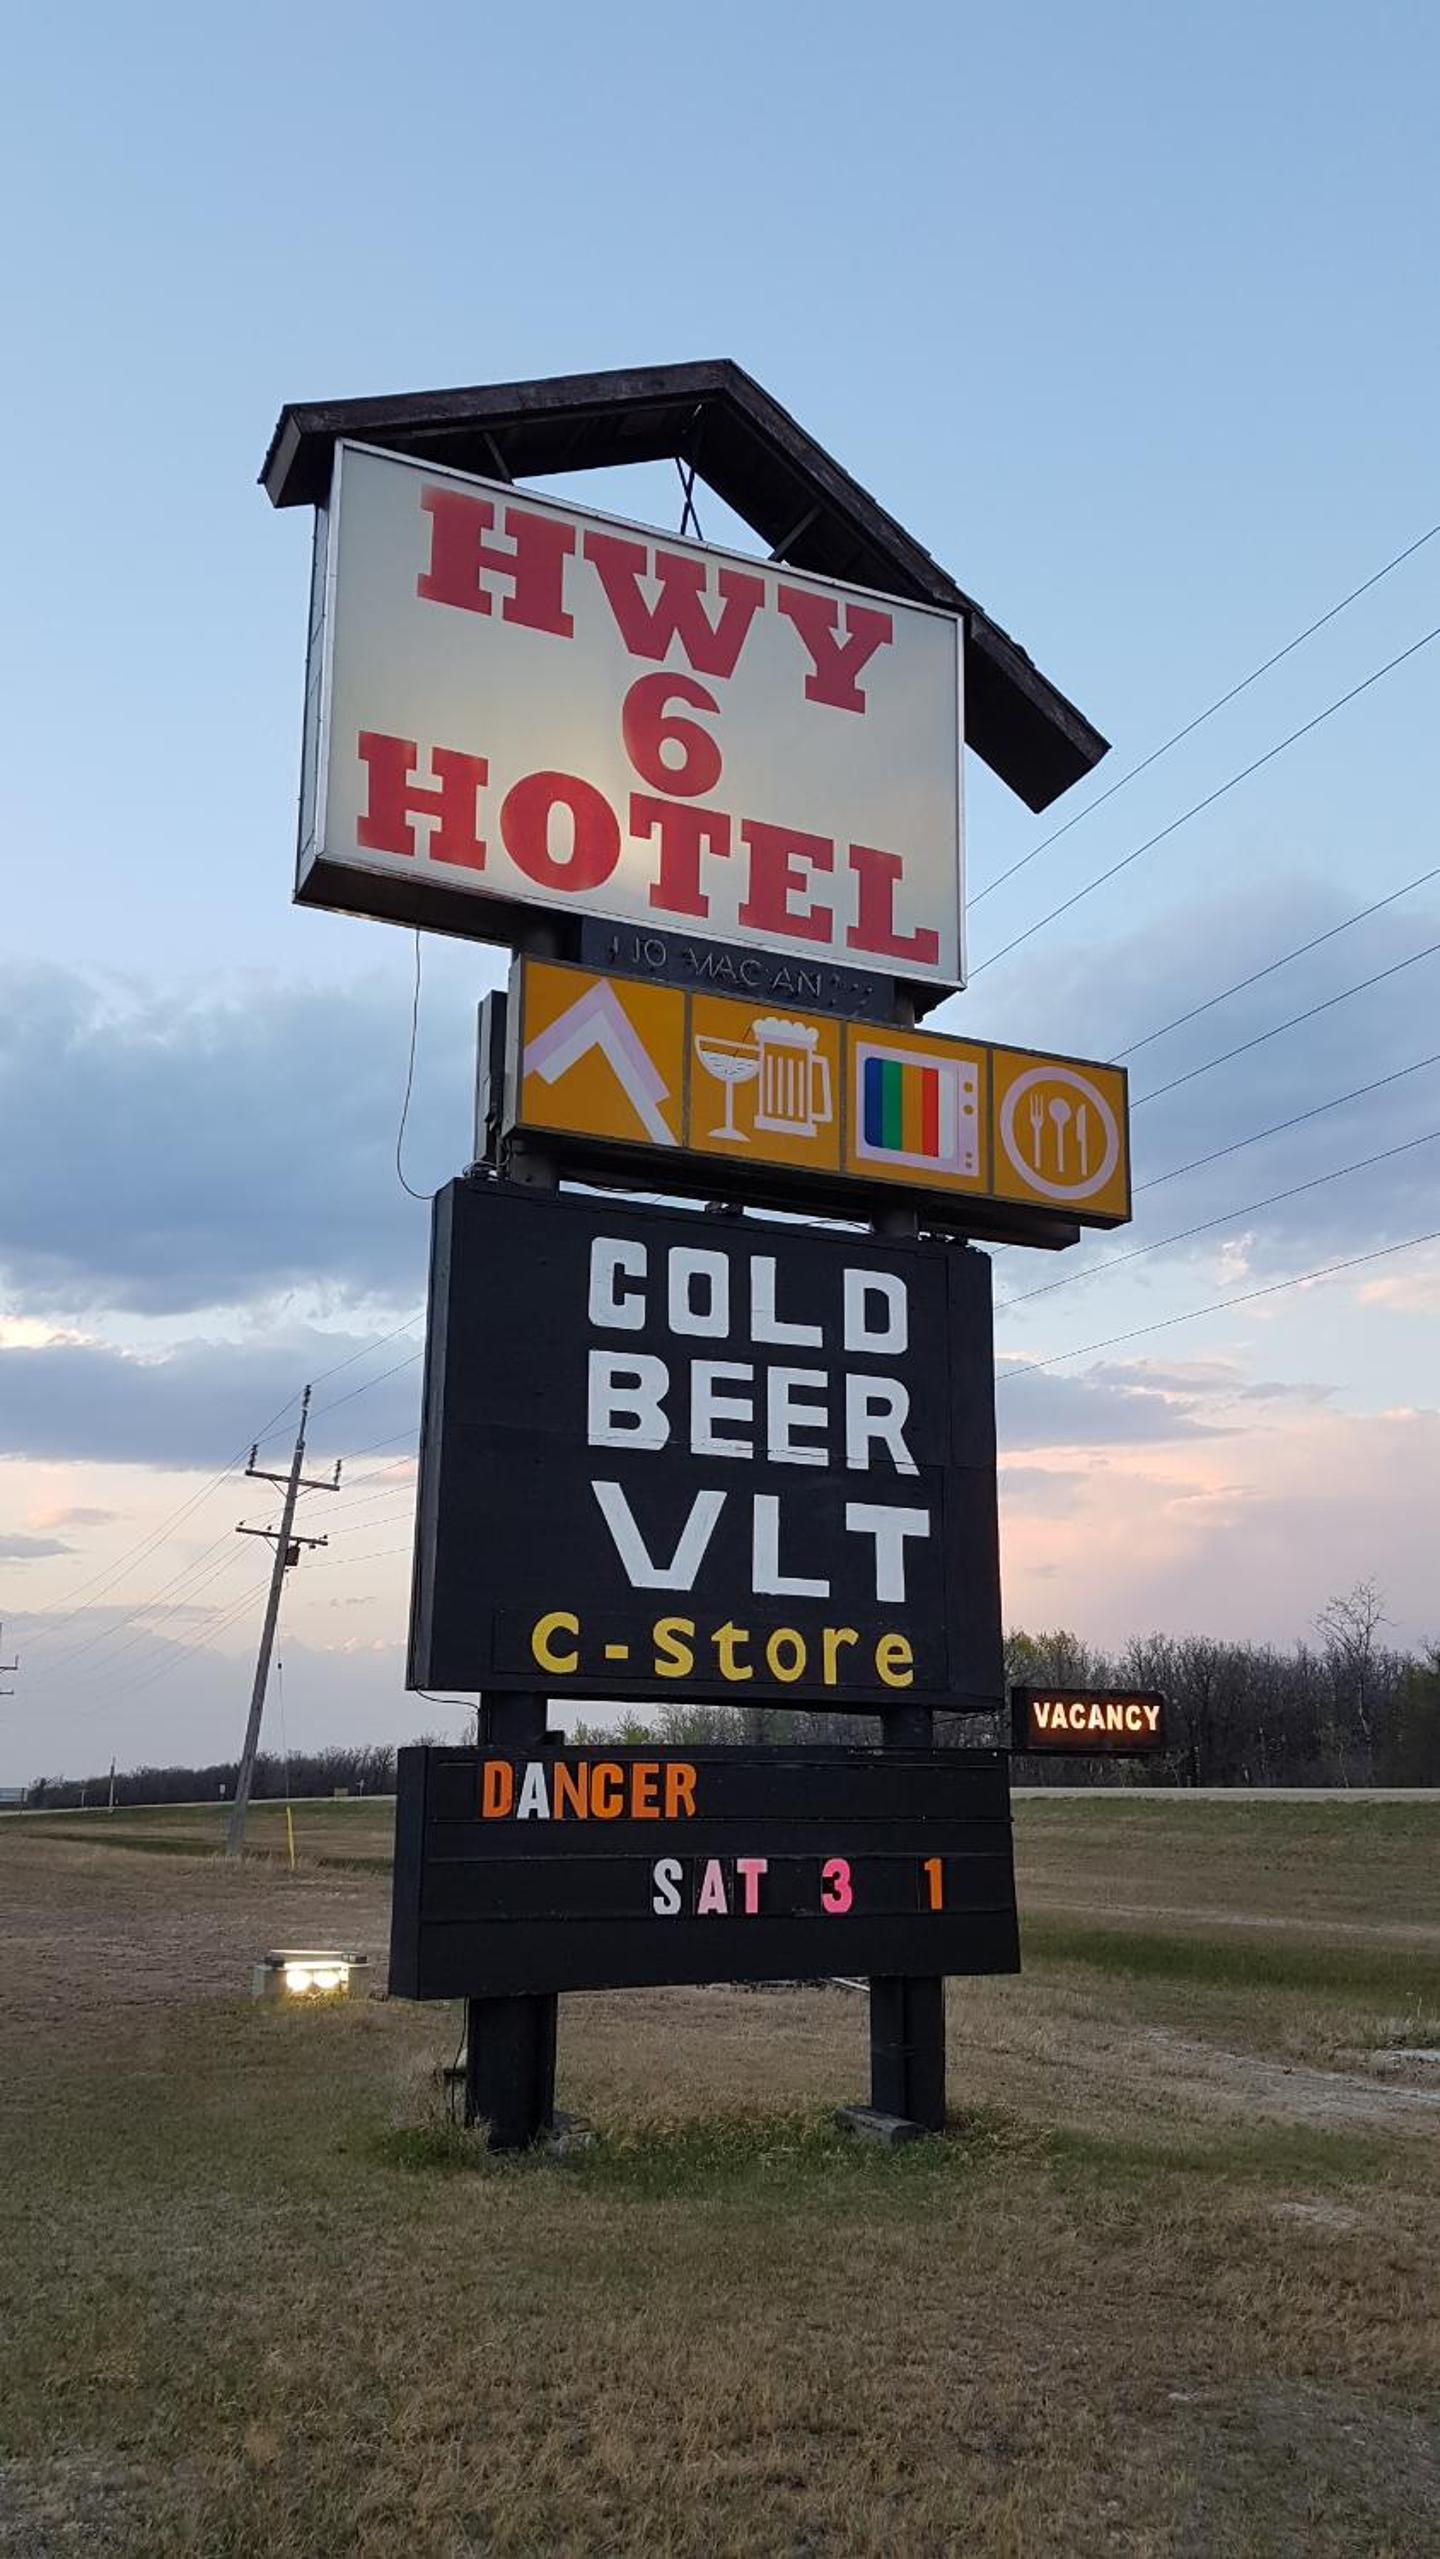 HWY
6
HOTEL
COLD
BEER
VLT
C-Store
VACANCY
DANCER
SAT 3 1